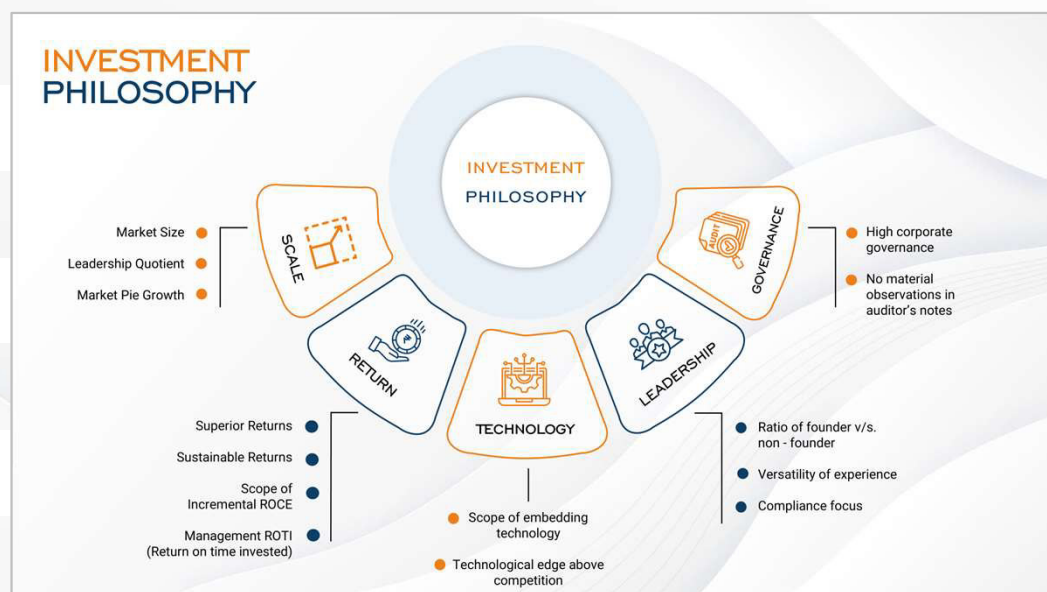 INVESTMENT
PHILOSOPHY
INVESTMENT
PHILOSOPHY
SCALE
Market Size
Leadership Quotient
Market Pie Growth
RETURN
₹
Superior Returns
Sustainable Returns
Scope of
Incremental ROCE
Management ROTI
(Return on time invested)
TECHNOLOGY
Scope of embedding
technology
Technological edge above
competition
LEADERSHIP
Ratio of founder v/s.
non - founder
Versatility of experience
Compliance focus
AUDIT
GOVERNANCE
High corporate
governance
No material
observations in
auditor's notes